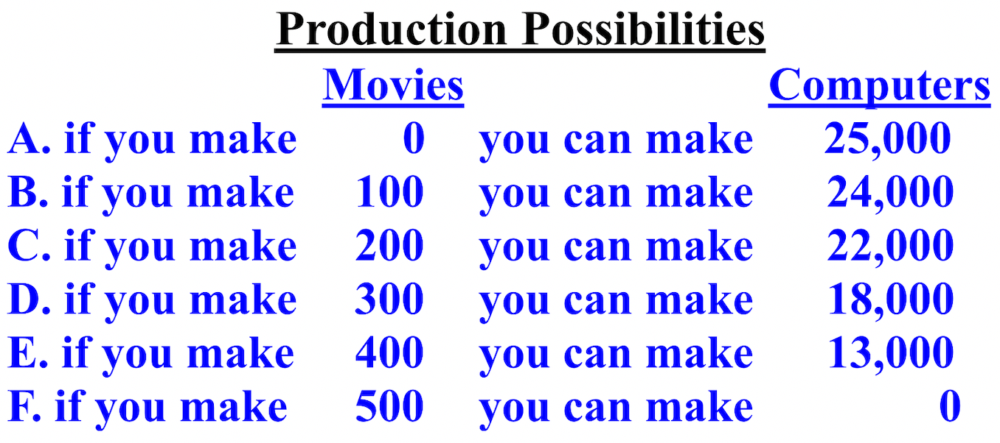 Production Possibilities
Movies Computers
A. if you make 0 you can make 25,000
B. if you make 100 you can make 24,000
C. if you make 200 you can make 22,000
D. if you make 300 you can make 18,000
E. if you make 400 you can make 13,000
F. if you make 500 you can make 0